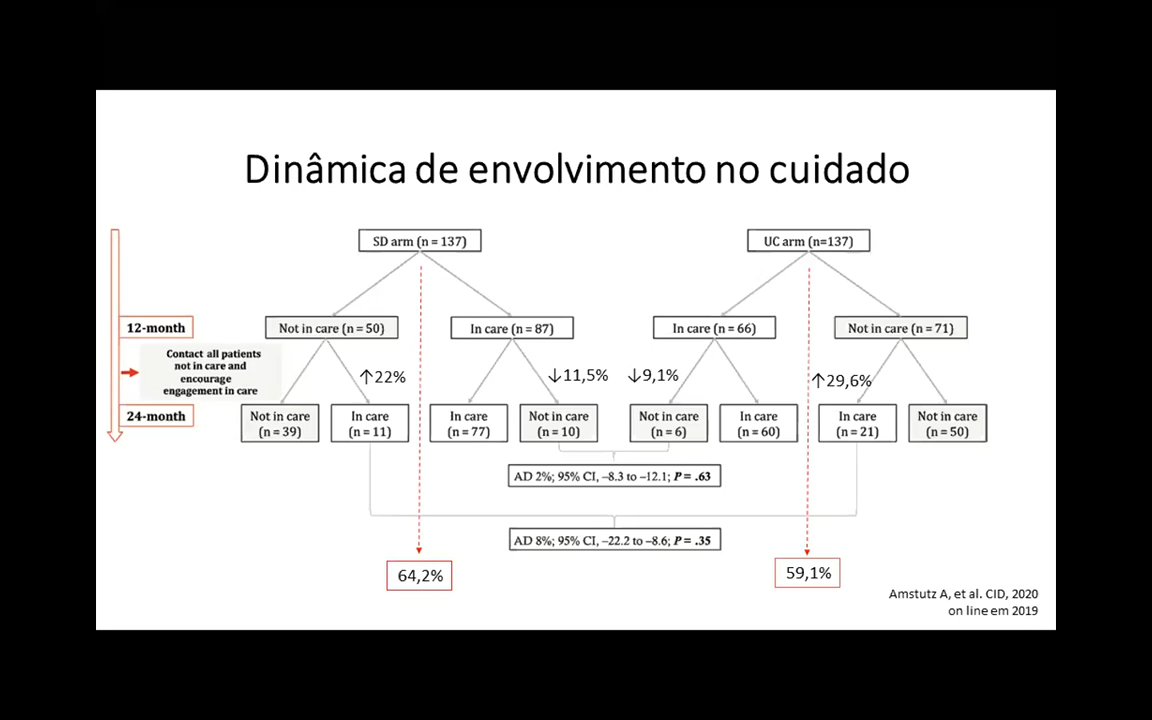 Dinâmica de envolvimento no cuidado
SD arm (n = 137)
UC arm (n=137)
12-month
Not in care (n = 50)
In care (n = 87)
In care (n = 66)
Not in care (n = 71)
Contact all patients
not in care and
encourage
engagement in care
↑22%
↓11,5%
↓9,1%
↑29,6%
24-month
Not in care
(n = 39)
In care
(n = 11)
In care
(n = 77)
Not in care
(n = 10)
Not in care
(n = 6)
In care
(n = 60)
In care
(n = 21)
Not in care
(n = 50)
AD 2%; 95% CI, –8.3 to –12.1; P = .63
AD 8%; 95% CI, –22.2 to –8.6; P = .35
64,2%
59,1%
Amstutz A, et al. CID, 2020
on line em 2019